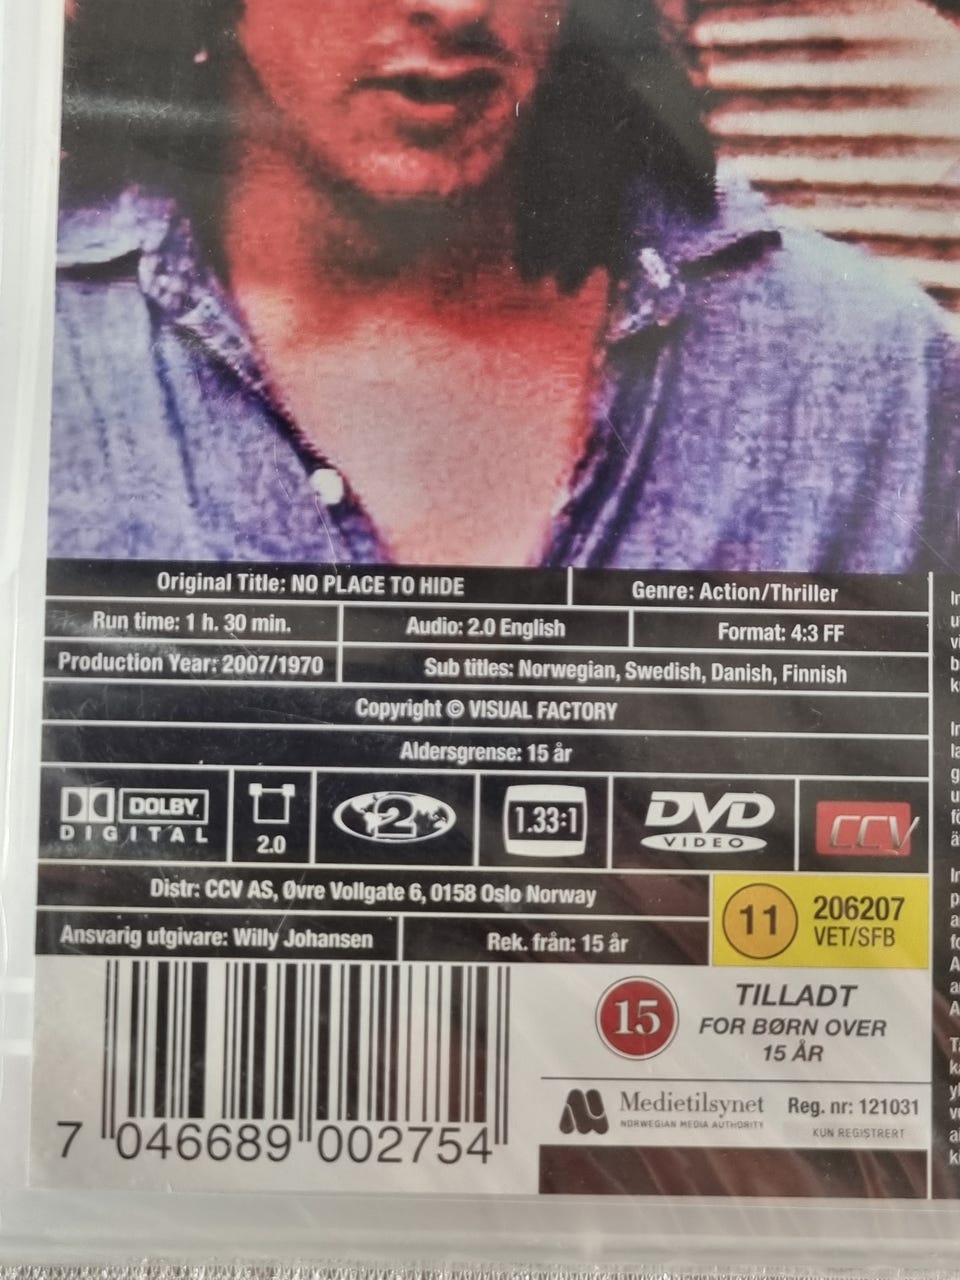 Original Title: NO PLACE TO HIDE
Genre: Action/Thriller
Run time: 1 h. 30 min.
Audio: 2.0 English
Format: 4:3 FF
Production Year: 2007/1970
Sub titles: Norwegian, Swedish, Danish, Finnish
Copyright © VISUAL FACTORY
Aldersgrense: 15 år
DOLBY
DIGITAL
2.0
2
1.33:1
DVD
VIDEO
CCV
Distr: CCV AS, Øvre Vollgate 6, 0158 Oslo Norway
Ansvarig utgivare: Willy Johansen
Rek. från: 15 år
11
206207
VET/SFB
15
TILLADT
FOR BØRN OVER
15 ÅR
Medietilsynet
NORWEGIAN MEDIA AUTHORITY
Reg. nr: 121031
KUN REGISTRERT
7 046689 002754